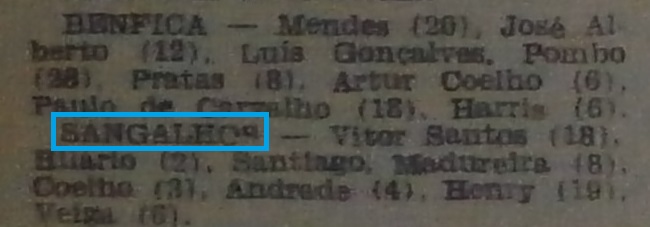 BENFICA — Mendes (20), José Al-
berto (12), Luís Gonçalves, Pombo
(28), Pratas (8), Artur Coelho (6),
Paulo de Carvalho (18), Harris (6).
SANGALHOS — Vitor Santos (18),
Hilário (2), Santiago, Madureira (8),
Coelho (3), Andrade (4), Henry (19),
Veiga (6).